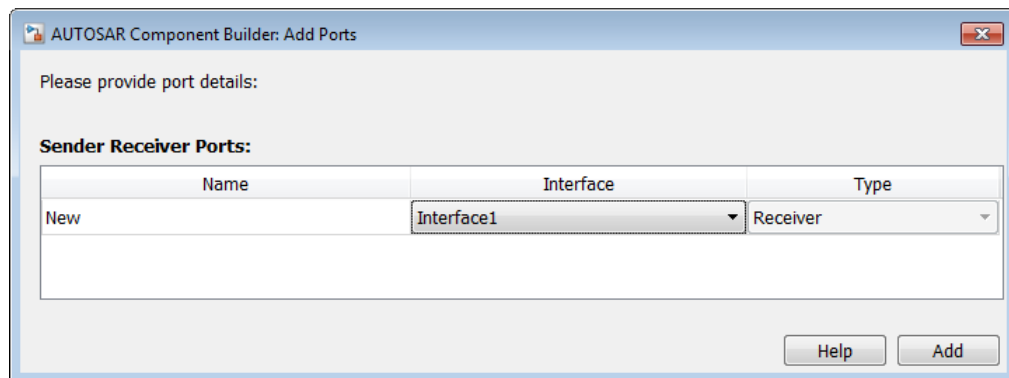 AUTOSAR Component Builder: Add Ports
Please provide port details:
Sender Receiver Ports:
Name Interface Type
New Interface1 Receiver
Help Add